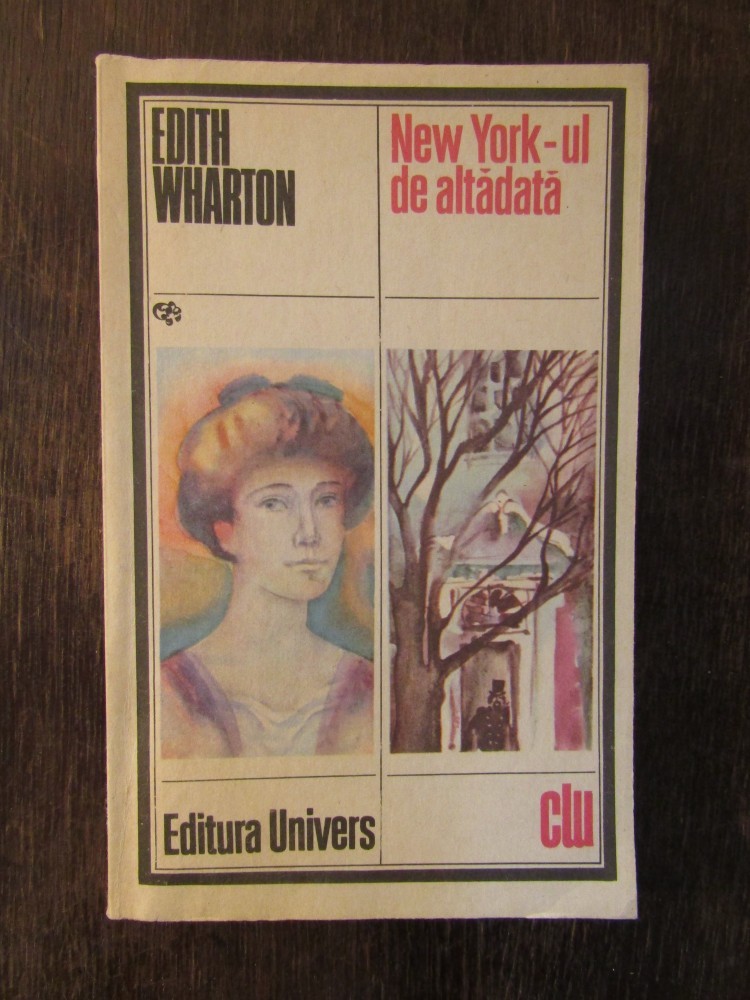 EDITH
WHARTON
New York-ul
de altădată
Editura Univers
clu